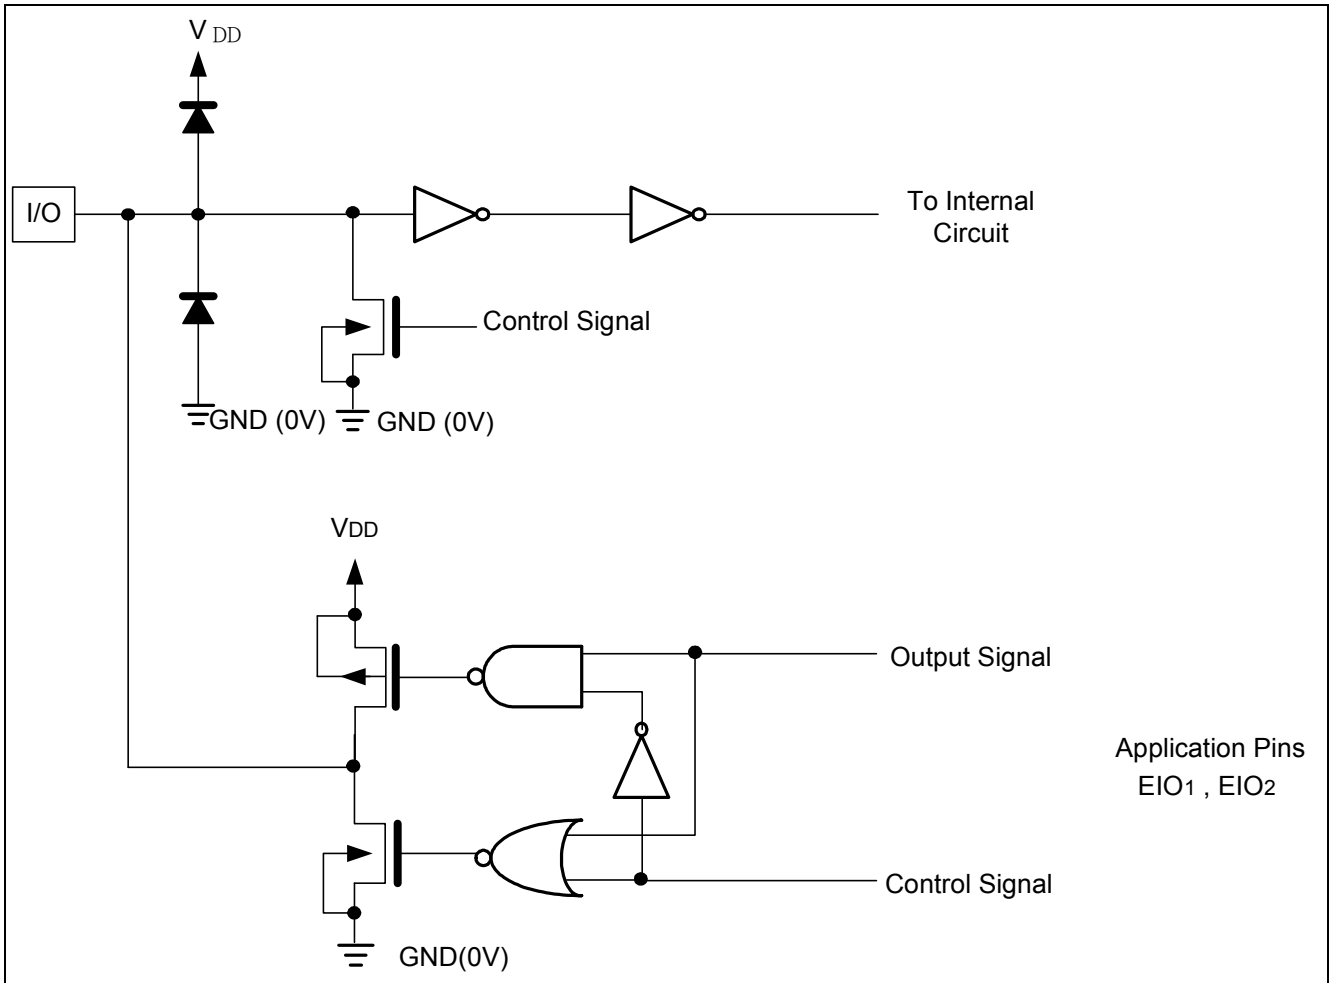 V DD
I/O
To Internal
Circuit
Control Signal
GND (0V)
GND (0V)
VDD
Output Signal
Application Pins
EIO1 , EIO2
Control Signal
GND(0V)